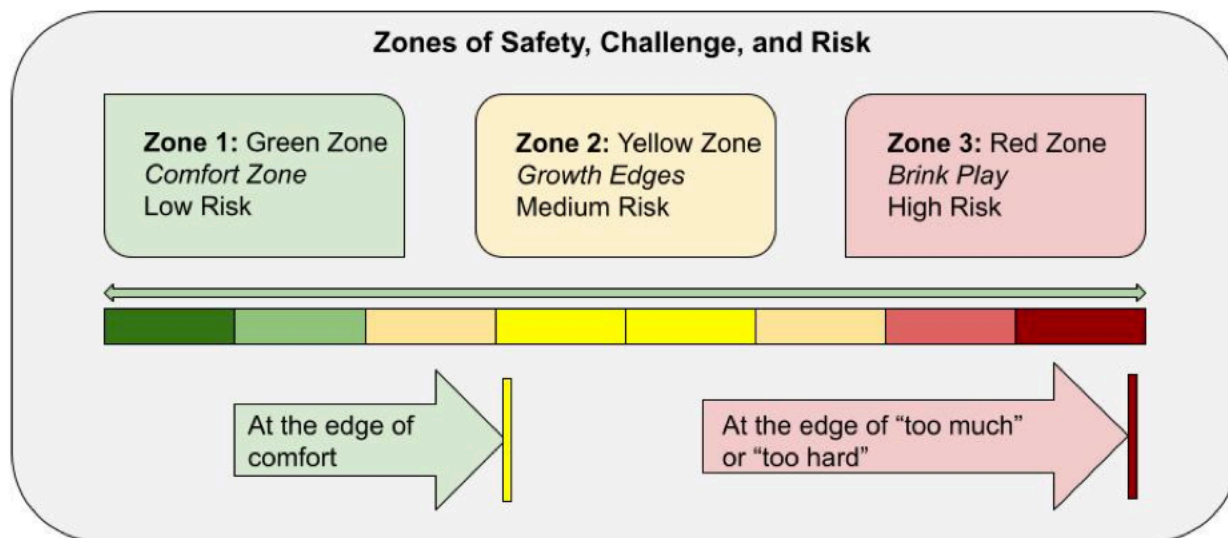 Zones of Safety, Challenge, and Risk
Zone 1: Green Zone
Comfort Zone
Low Risk
Zone 2: Yellow Zone
Growth Edges
Medium Risk
Zone 3: Red Zone
Brink Play
High Risk
At the edge of
comfort
At the edge of “too much”
or “too hard”